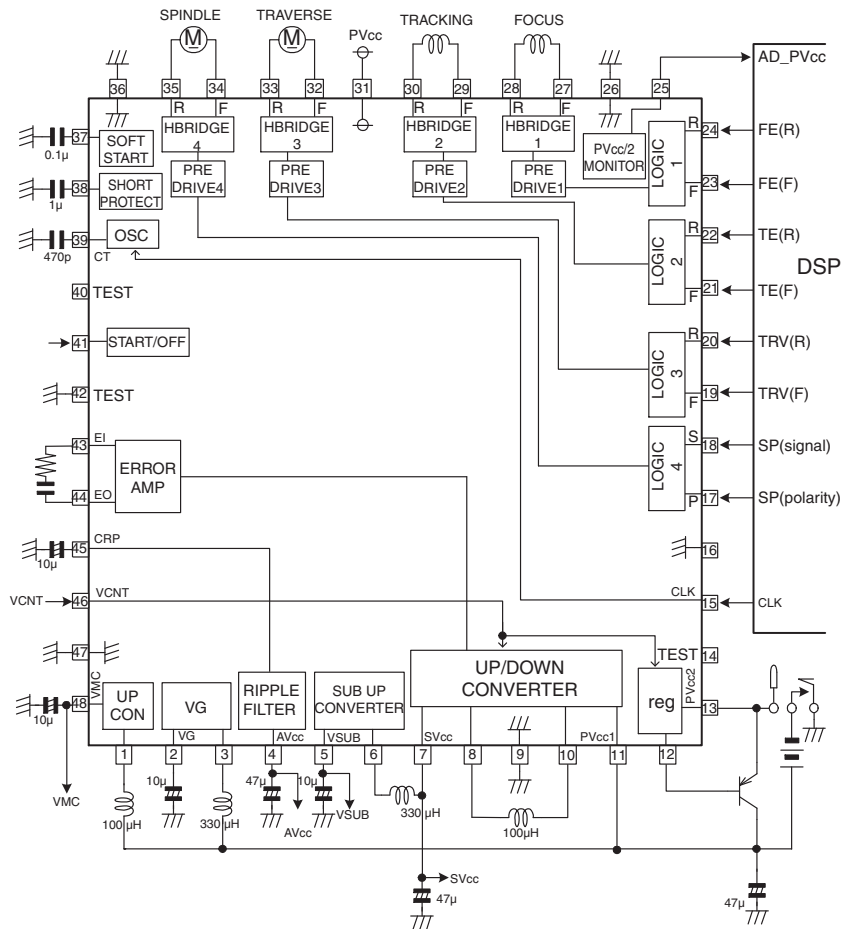 SPINDLE TRAVERSE TRACKING FOCUS
M M PVcc
AD_PVcc
36 35 34 33 32 31 30 29 28 27 26 25
R F R F R F R F
37 SOFT START
0.1μ
HBRIDGE 4
HBRIDGE 3
HBRIDGE 2
HBRIDGE 1
PVcc/2 MONITOR
LOGIC 1
R 24 FE(R)
38 SHORT PROTECT
1μ
PRE DRIVE4
PRE DRIVE3
PRE DRIVE2
PRE DRIVE1
F 23 FE(F)
39 OSC
470p CT
LOGIC 2
R 22 TE(R)
DSP
40 TEST
F 21 TE(F)
41 START/OFF
LOGIC 3
R 20 TRV(R)
42 TEST
F 19 TRV(F)
43 EI
ERROR AMP
44 EO
LOGIC 4
S 18 SP(signal)
P 17 SP(polarity)
45 CRP
10μ
16
VCNT 46 VCNT
CLK 15 CLK
47
TEST 14
48 VMC
10μ
UP CON
VG
RIPPLE FILTER
SUB UP CONVERTER
UP/DOWN CONVERTER
reg
PVcc2
13
VG AVcc VSUB SVcc PVcc1
1 2 3 4 5 6 7 8 9 10 11 12
VMC
100μH
10μ
330μH
47μ
AVcc
10μ
VSUB
330μH
100μH
SVcc
47μ
47μ